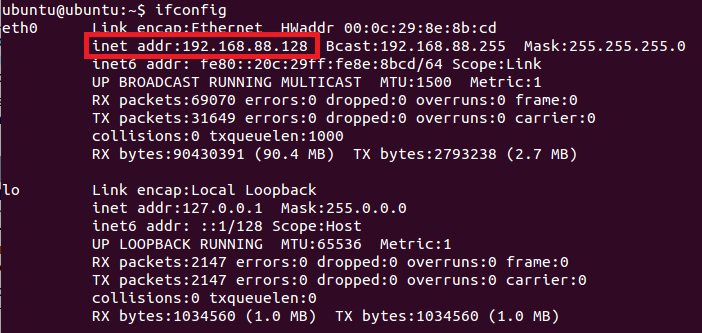 ubuntu@ubuntu:~$ ifconfig
eth0 Link encap:Ethernet HWaddr 00:0c:29:8e:8b:cd
inet addr:192.168.88.128 Bcast:192.168.88.255 Mask:255.255.255.0
inet6 addr: fe80::20c:29ff:fe8e:8bcd/64 Scope:Link
UP BROADCAST RUNNING MULTICAST MTU:1500 Metric:1
RX packets:69070 errors:0 dropped:0 overruns:0 frame:0
TX packets:31649 errors:0 dropped:0 overruns:0 carrier:0
collisions:0 txqueuelen:1000
RX bytes:90430391 (90.4 MB) TX bytes:2793238 (2.7 MB)
lo Link encap:Local Loopback
inet addr:127.0.0.1 Mask:255.0.0.0
inet6 addr: ::1/128 Scope:Host
UP LOOPBACK RUNNING MTU:65536 Metric:1
RX packets:2147 errors:0 dropped:0 overruns:0 frame:0
TX packets:2147 errors:0 dropped:0 overruns:0 carrier:0
collisions:0 txqueuelen:0
RX bytes:1034560 (1.0 MB) TX bytes:1034560 (1.0 MB)